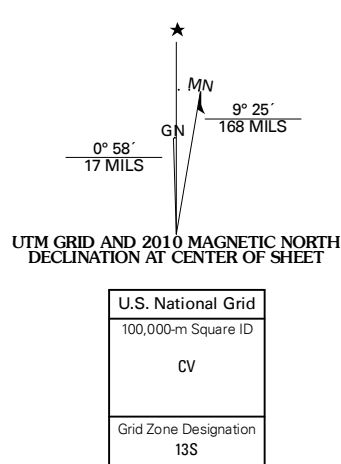 ★
MN
GN
9° 25´
168 MILS
0° 58´
17 MILS
UTM GRID AND 2010 MAGNETIC NORTH
DECLINATION AT CENTER OF SHEET
U.S. National Grid
100,000-m Square ID
CV
Grid Zone Designation
13S